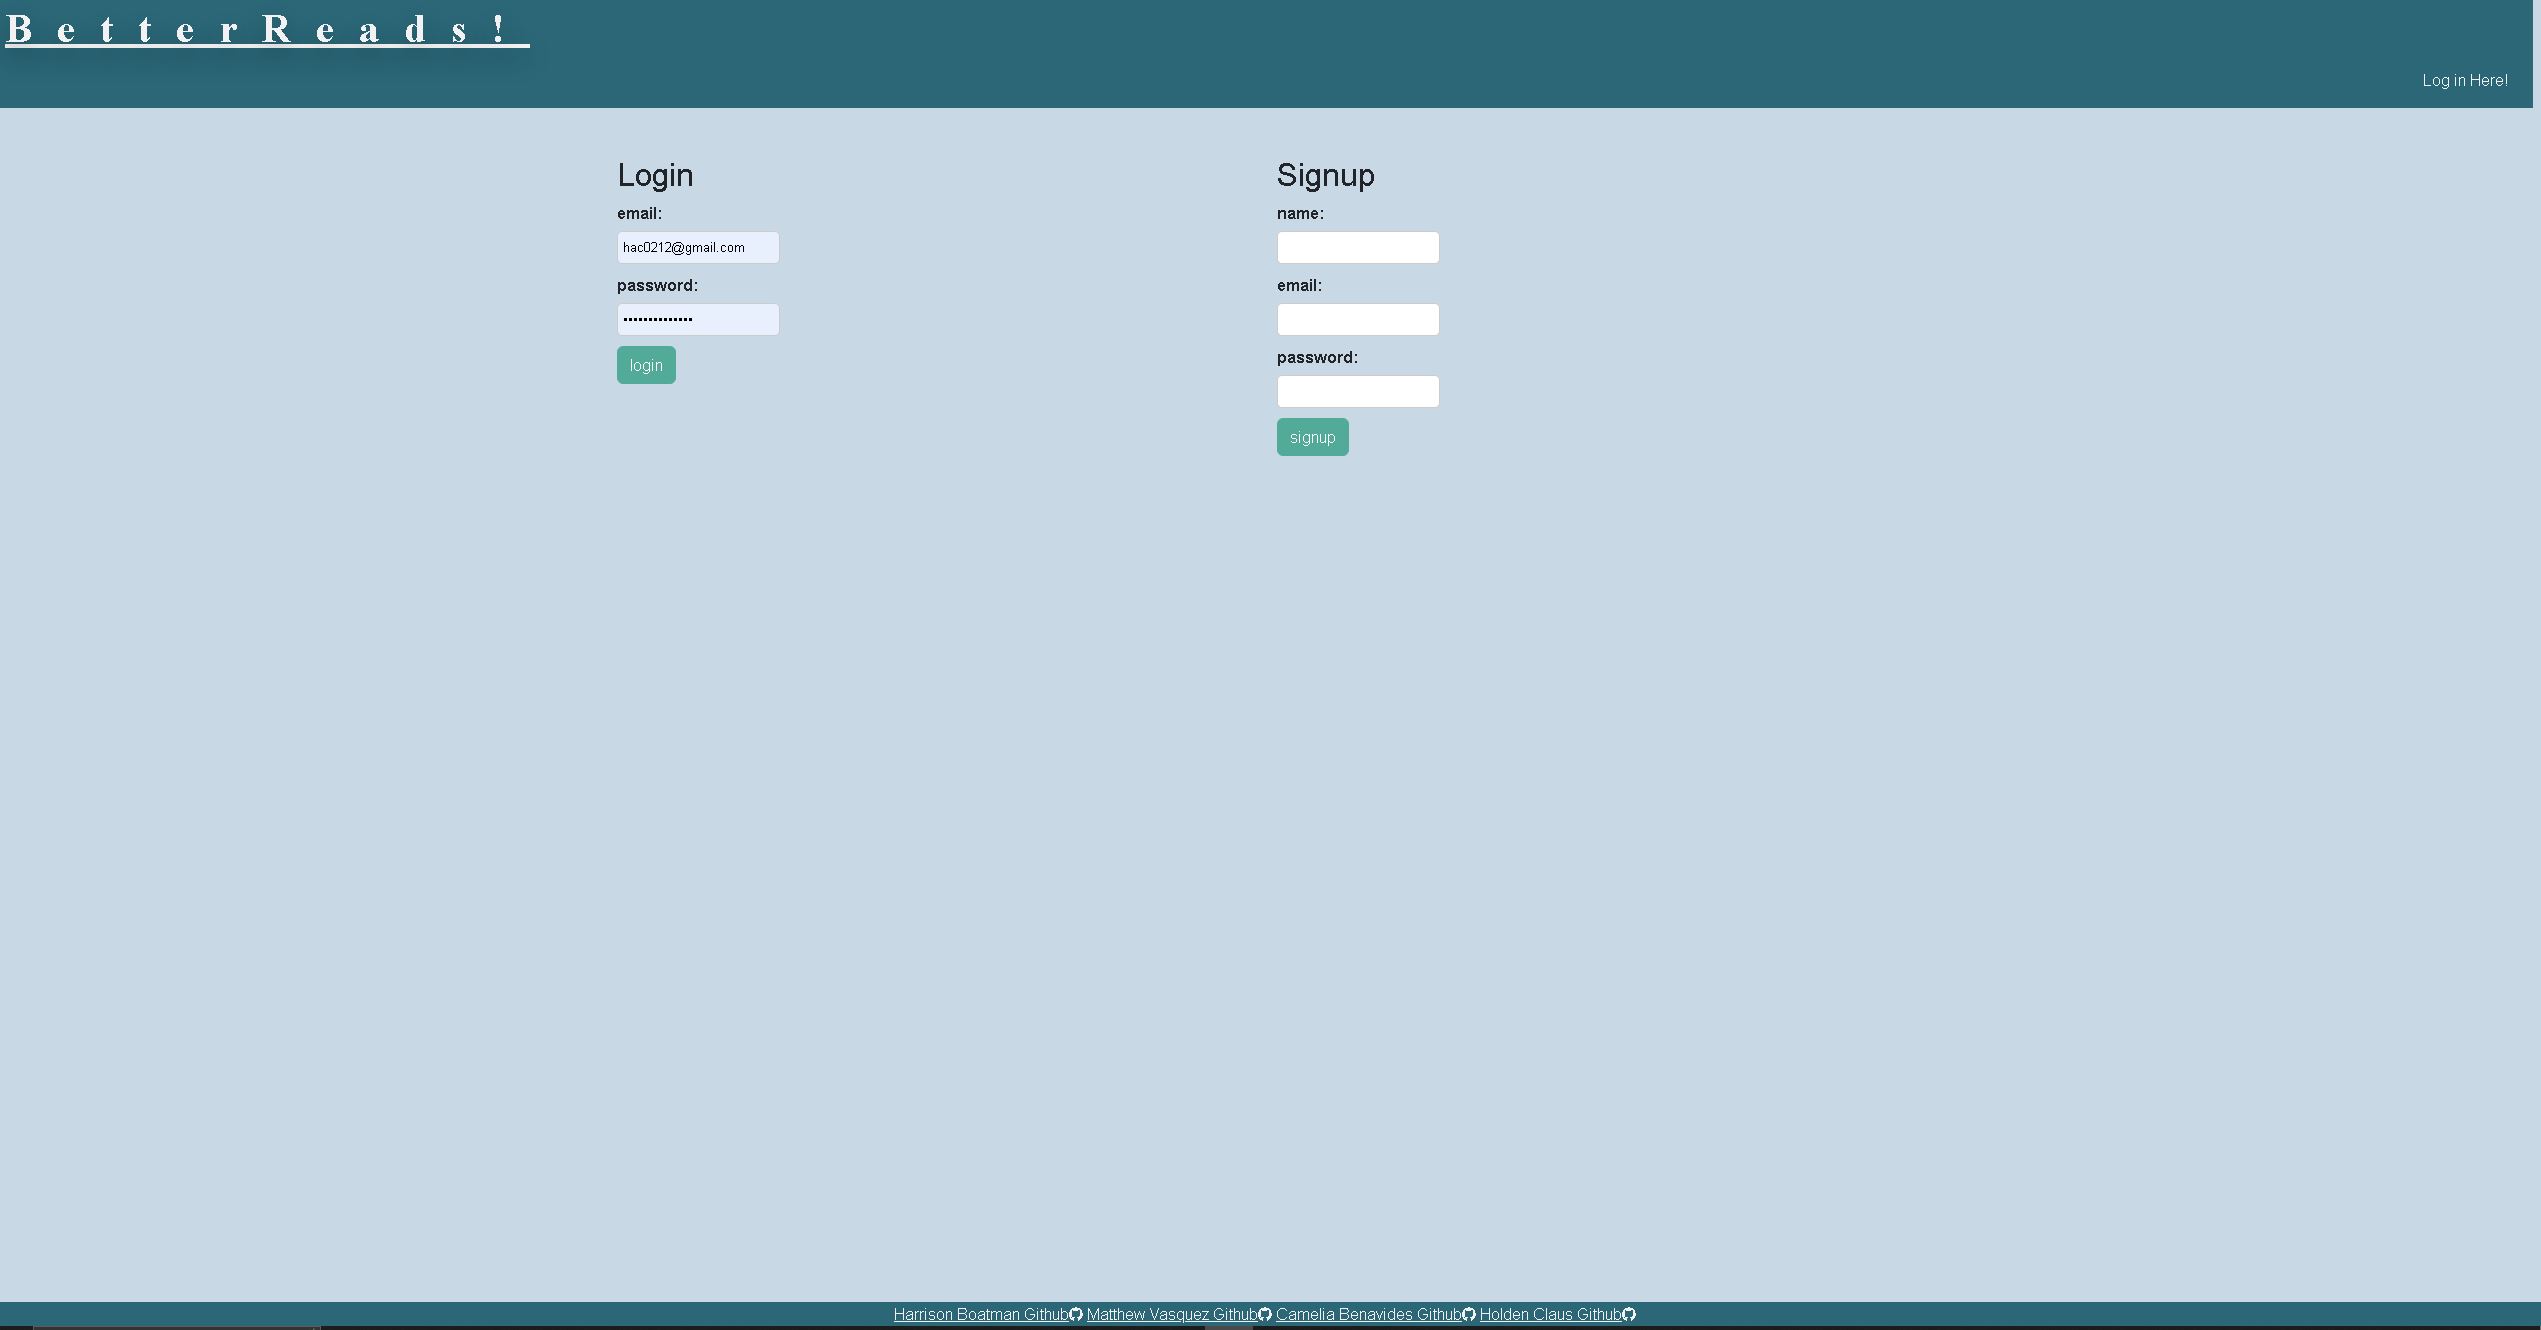 BetterReads!
Log in Here!
Login
email:
hac0212@gmail.com
password:
••••••••••••••
login
Signup
name:
email:
password:
signup
Harrison Boatman Github Matthew Vasquez Github Camelia Benavides Github Holden Claus Github